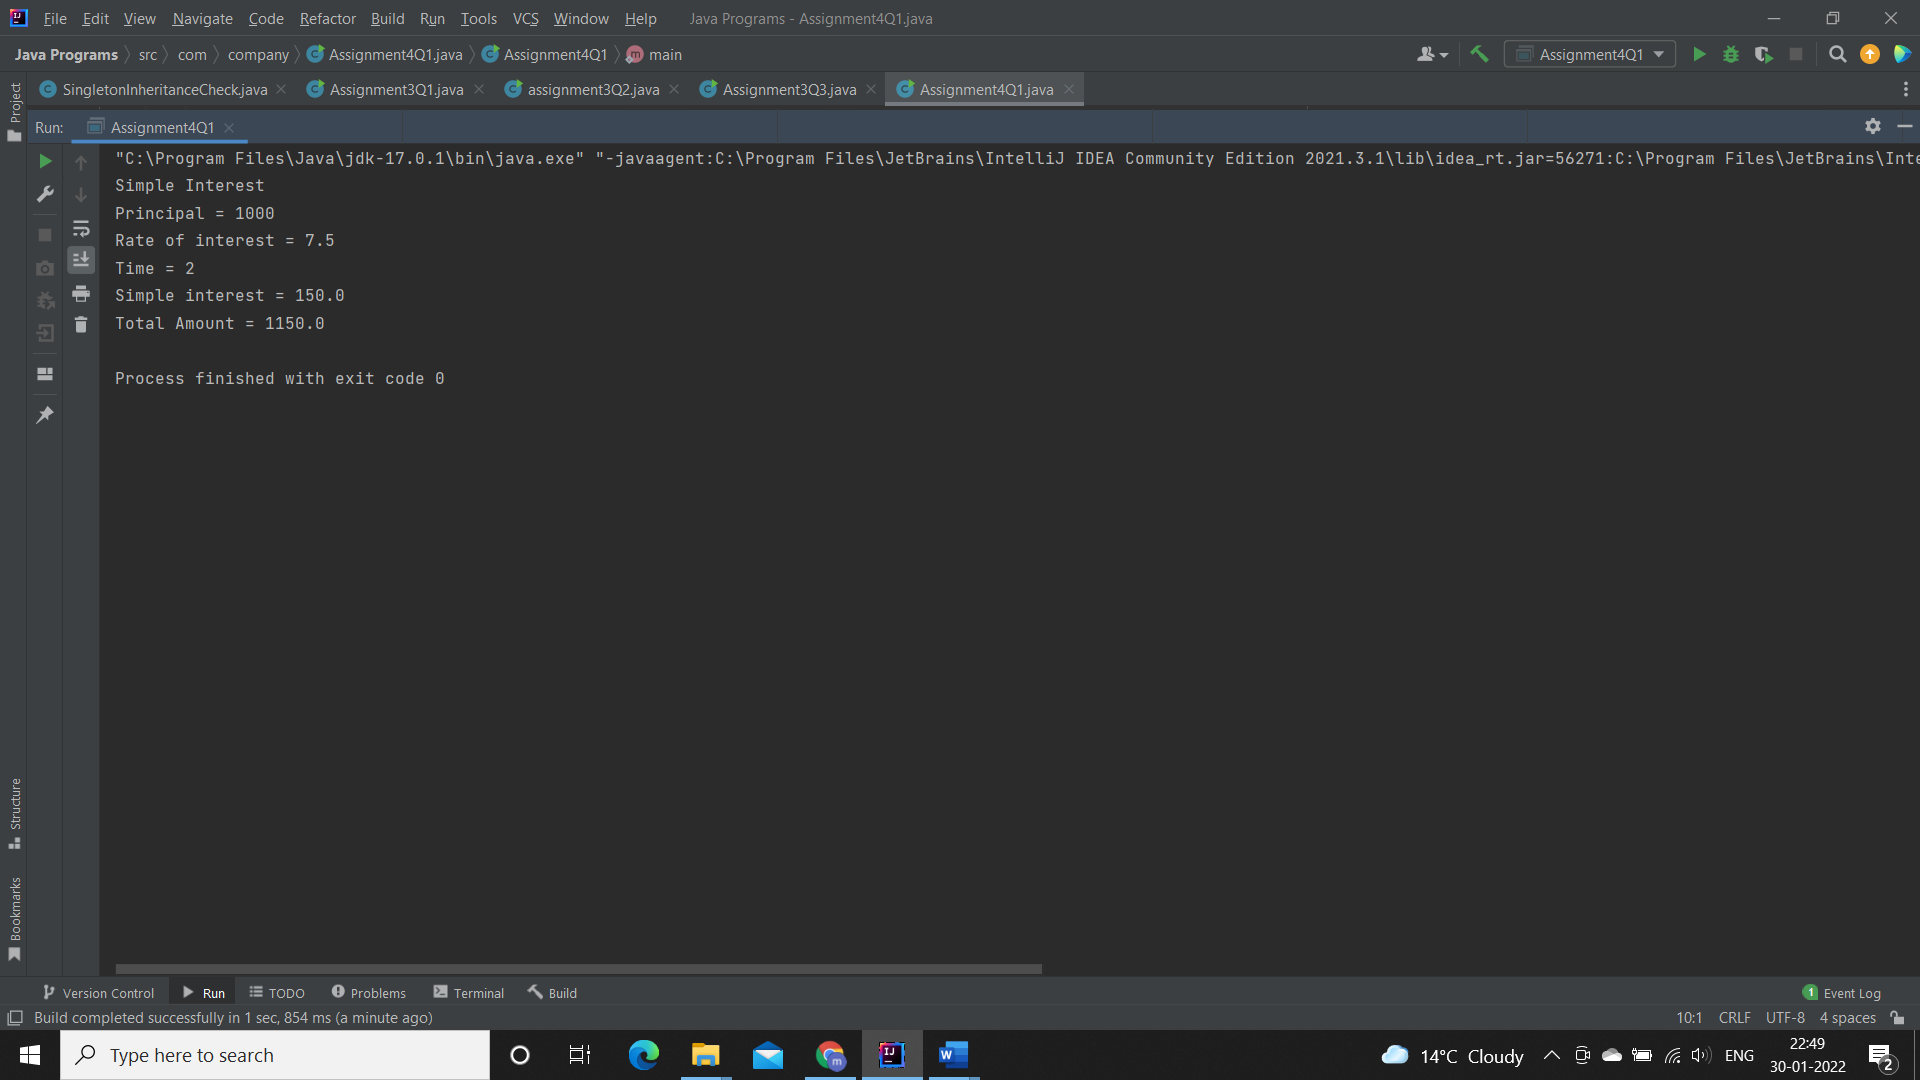 File Edit View Navigate Code Refactor Build Run Tools VCS Window Help Java Programs - Assignment4Q1.java
Java Programs src com company Assignment4Q1.java Assignment4Q1 main Assignment4Q1
SingletonInheritanceCheck.java Assignment3Q1.java assignment3Q2.java Assignment3Q3.java Assignment4Q1.java
Project
Run: Assignment4Q1
"C:\Program Files\Java\jdk-17.0.1\bin\java.exe" "-javaagent:C:\Program Files\JetBrains\IntelliJ IDEA Community Edition 2021.3.1\lib\idea_rt.jar=56271:C:\Program Files\JetBrains\Inte
Simple Interest
Principal = 1000
Rate of interest = 7.5
Time = 2
Simple interest = 150.0
Total Amount = 1150.0
Process finished with exit code 0
Structure
Bookmarks
Version Control Run TODO Problems Terminal Build 1 Event Log
Build completed successfully in 1 sec, 854 ms (a minute ago) 10:1 CRLF UTF-8 4 spaces
Type here to search 14°C Cloudy ENG 22:49
30-01-2022 2